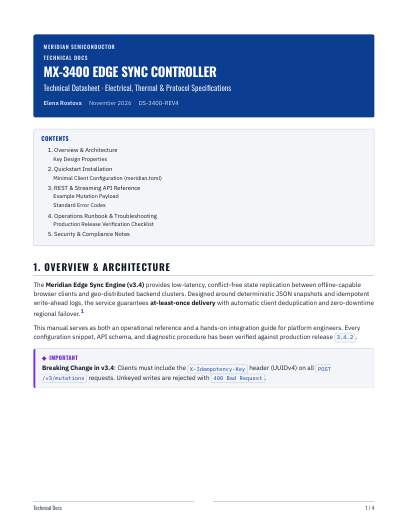 MERIDIAN SEMICONDUCTOR
TECHNICAL DOCS
MX-3400 EDGE SYNC CONTROLLER
Technical Datasheet · Electrical, Thermal & Protocol Specifications
Elena Rostova November 2026 DS-3400-REV4
CONTENTS
1. Overview & Architecture
Key Design Properties
2. Quickstart Installation
Minimal Client Configuration (meridian.toml)
3. REST & Streaming API Reference
Example Mutation Payload
Standard Error Codes
4. Operations Runbook & Troubleshooting
Production Release Verification Checklist
5. Security & Compliance Notes
1. OVERVIEW & ARCHITECTURE
The Meridian Edge Sync Engine (v3.4) provides low-latency, conflict-free state replication between offline-capable
browser clients and geo-distributed backend clusters. Designed around deterministic JSON snapshots and idempotent
write-ahead logs, the service guarantees at-least-once delivery with automatic client deduplication and zero-downtime
regional failover. 1
This manual serves as both an operational reference and a hands-on integration guide for platform engineers. Every
configuration snippet, API schema, and diagnostic procedure has been verified against production release 3.4.2.
◆ IMPORTANT
Breaking Change in v3.4: Clients must include the X-Idempotency-Key header (UUIDv4) on all POST
/v3/mutations requests. Unkeyed writes are rejected with 400 Bad Request.
Technical Docs
1 / 4